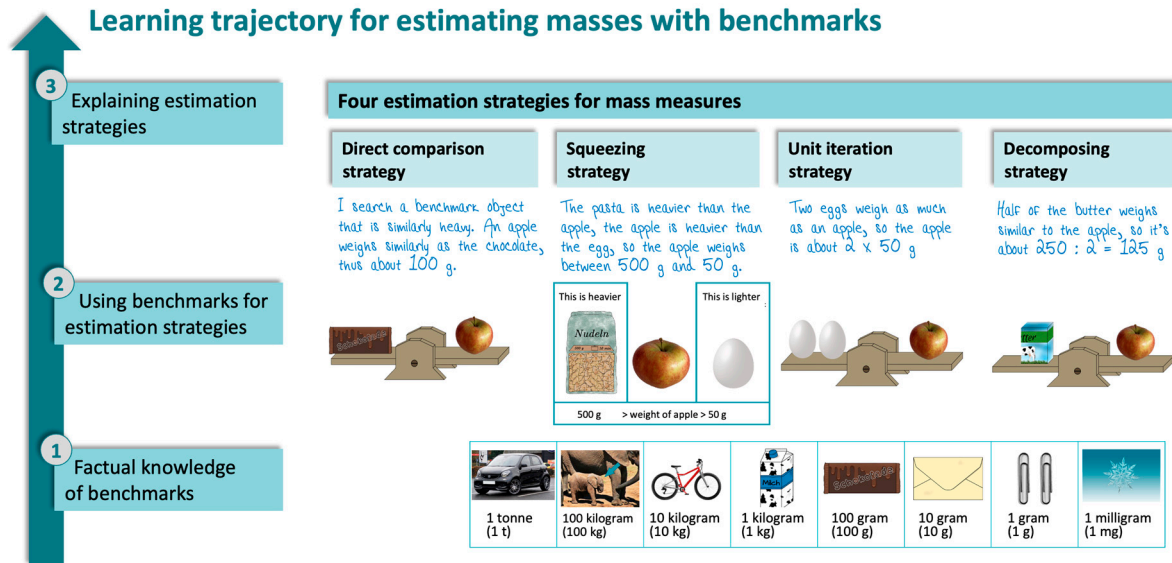 Learning trajectory for estimating masses with benchmarks
3
Explaining estimation
strategies
Four estimation strategies for mass measures
Direct comparison
strategy
I search a benchmark object
that is similarly heavy. An apple
weighs similarly as the chocolate,
thus about 100 g.
Squeezing
strategy
The pasta is heavier than the
apple, the apple is heavier than
the egg, so the apple weighs
between 500 g and 50 g.
Unit iteration
strategy
Two eggs weigh as much
as an apple, so the apple
is about 2 x 50 g
Decomposing
strategy
Half of the butter weighs
similar to the apple, so it's
about 250 : 2 = 125 g
2
Using benchmarks for
estimation strategies
This is heavier
This is lighter
:
Nudeln
500 g > weight of apple > 50 g
tter
1
Factual knowledge
of benchmarks
Milch
1 tonne
(1 t)
100 kilogram
(100 kg)
10 kilogram
(10 kg)
1 kilogram
(1 kg)
100 gram
(100 g)
10 gram
(10 g)
1 gram
(1 g)
1 milligram
(1 mg)